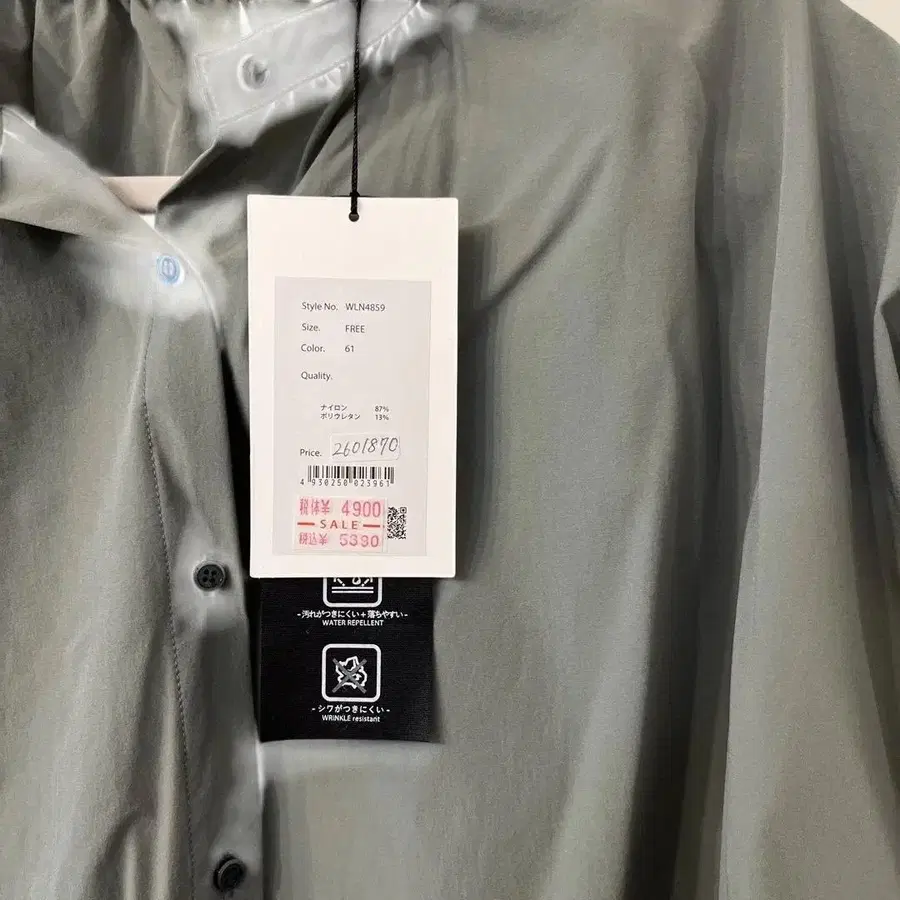 Style No. WLN4859
Size. FREE
Color. 61
Quality.
ナイロン 87%
ポリウレタン 13%
Price. 2601870
4 930250 023961
税体¥ 4900
SALE
税込¥ 5390
-汚れがつきにくい+落ちやすい-
WATER REPELLENT
-シワがつきにくい-
WRINKLE resistant